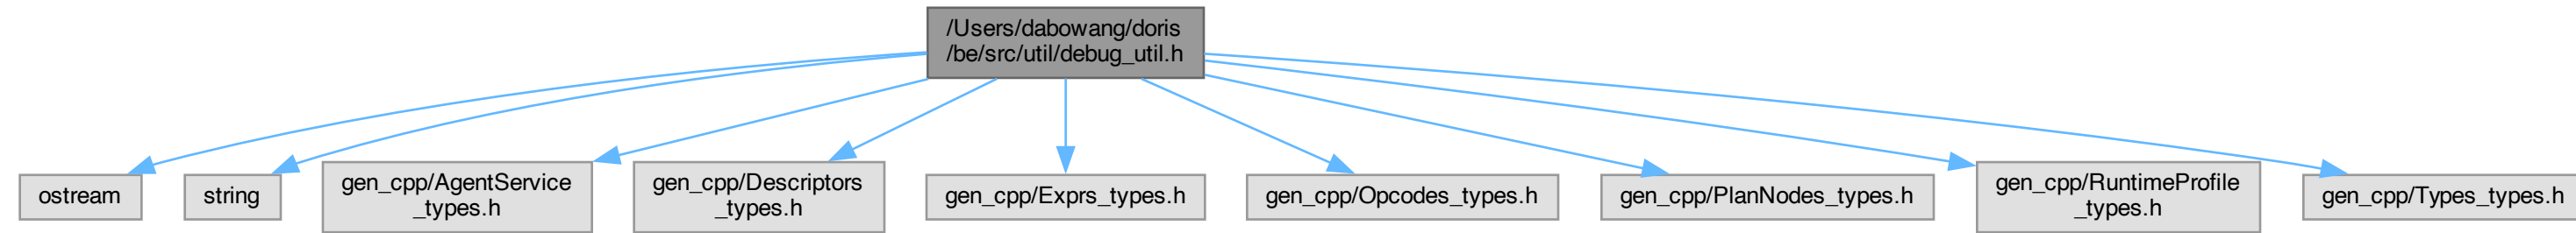 /Users/dabowang/doris
/be/src/util/debug_util.h
ostream
string
gen_cpp/AgentService
_types.h
gen_cpp/Descriptors
_types.h
gen_cpp/Exprs_types.h
gen_cpp/Opcodes_types.h
gen_cpp/PlanNodes_types.h
gen_cpp/RuntimeProfile
_types.h
gen_cpp/Types_types.h